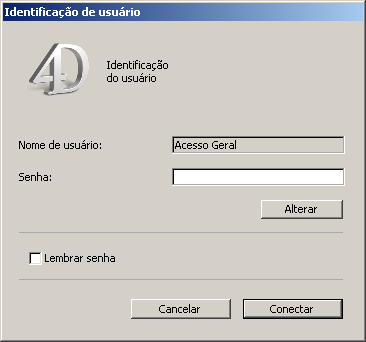 Identificação de usuário
4D
Identificação
do usuário
Nome de usuário:
Acesso Geral
Senha:
Alterar
Lembrar senha
Cancelar
Conectar